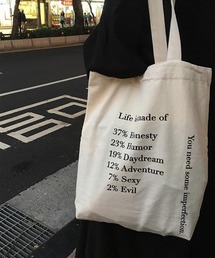 Life is made of
37% Honesty
23% Humor
19% Daydream
12% Adventure
7% Sexy
2% Evil
You need some imperfection.